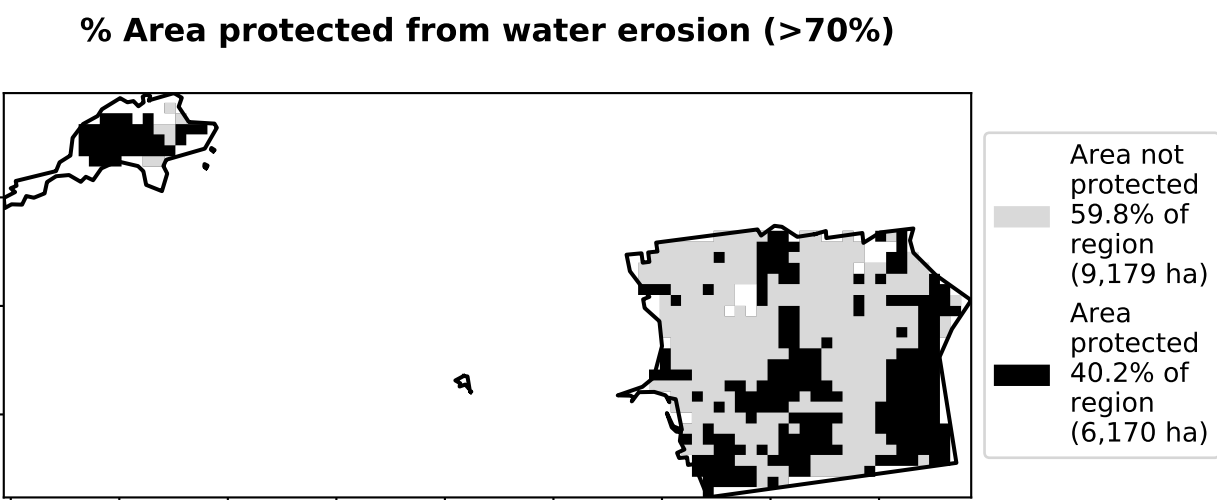 % Area protected from water erosion (>70%)
Area not
protected
59.8% of
region
(9,179 ha)
Area
protected
40.2% of
region
(6,170 ha)